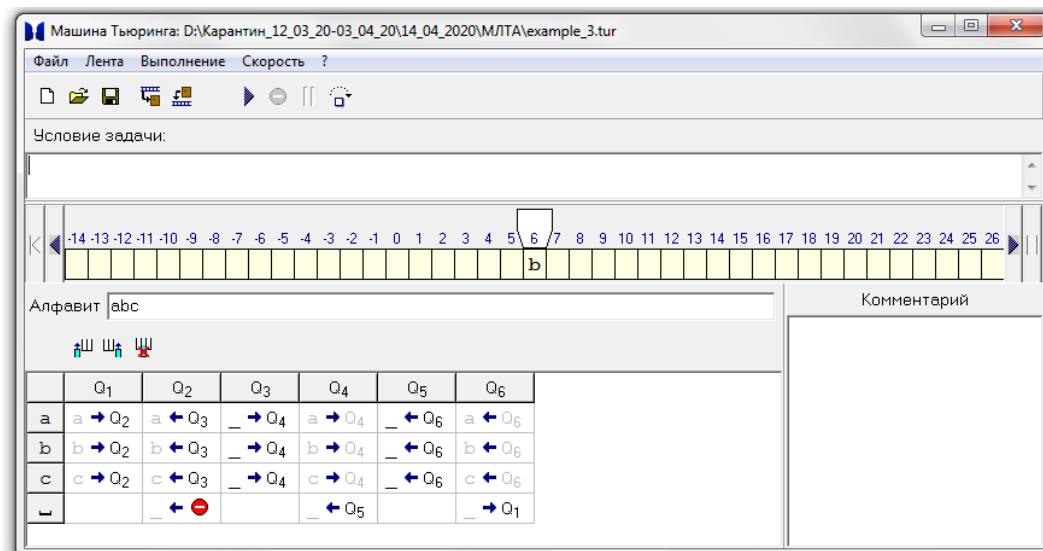 Машина Тьюринга: D:\Карантин_12_03_20-03_04_20\14_04_2020\МЛТА\example_3.tur
Файл Лента Выполнение Скорость ?
Условие задачи:
-14 -13 -12 -11 -10 -9 -8 -7 -6 -5 -4 -3 -2 -1 0 1 2 3 4 5 6 7 8 9 10 11 12 13 14 15 16 17 18 19 20 21 22 23 24 25 26
b
Алфавит abc
Комментарий
Q1 Q2 Q3 Q4 Q5 Q6
a a → Q2 a ← Q3 _ → Q4 a → Q4 _ ← Q6 a ← Q6
b b → Q2 b ← Q3 _ → Q4 b → Q4 _ ← Q6 b ← Q6
c c → Q2 c ← Q3 _ → Q4 c → Q4 _ ← Q6 c ← Q6
_ ← _ ← Q5 _ → Q1